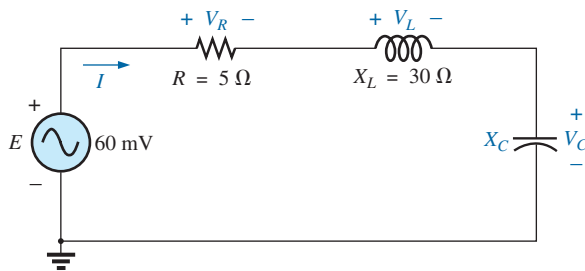 + V_R −
+ V_L −
I
R = 5 Ω
X_L = 30 Ω
+
E
60 mV
−
X_C
+
V_C
−